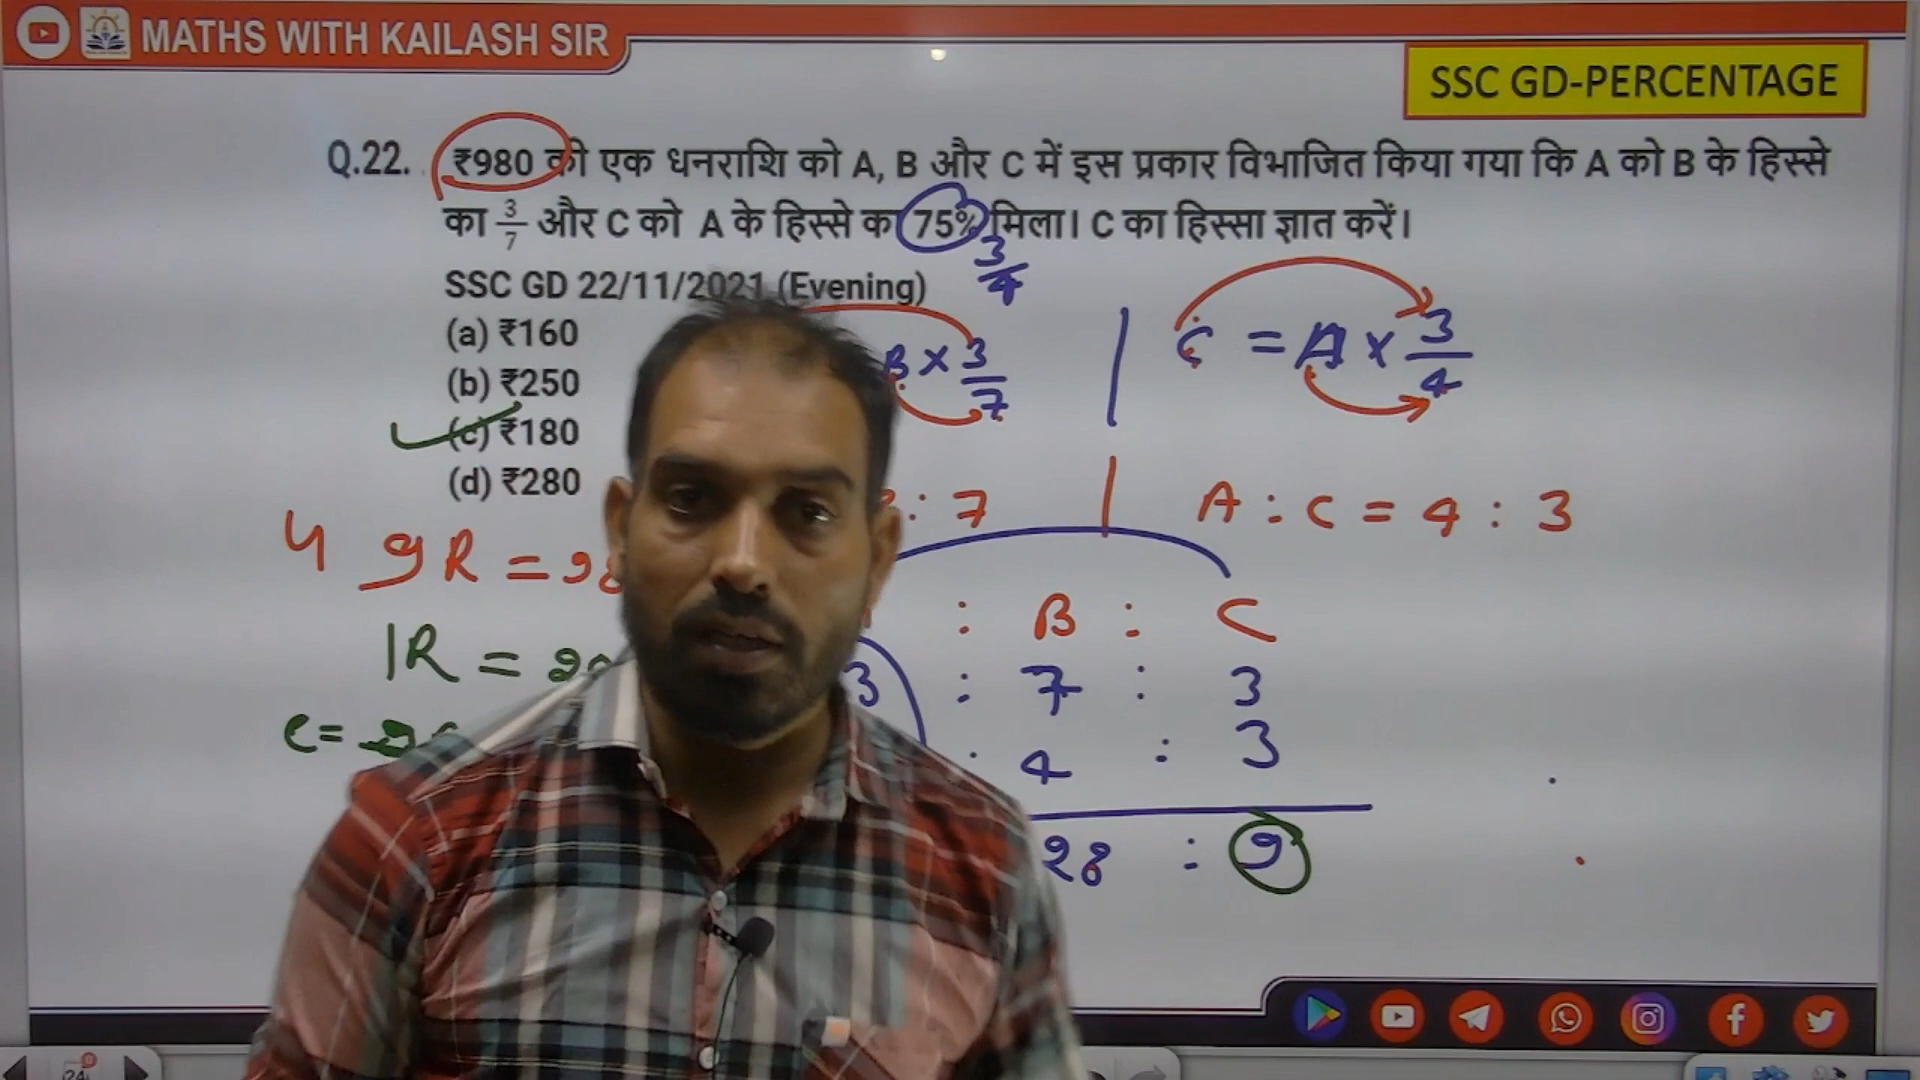 MATHS WITH KAILASH SIR
SSC GD-PERCENTAGE
Q.22. ₹980 की एक धनराशि को A, B और C में इस प्रकार विभाजित किया गया कि A को B के हिस्से
का 3/7 और C को A के हिस्से का 75% मिला। C का हिस्सा ज्ञात करें।
3/4
SSC GD 22/11/2021 (Evening)
(a) ₹160
(b) ₹250
(c) ₹180
(d) ₹280
B × 3/7
C = A × 3/4
: 7
A : C = 4 : 3
: B : C
3 : 7 : 3
: 4 : 3
28 : 9
9R =
1R =
C =